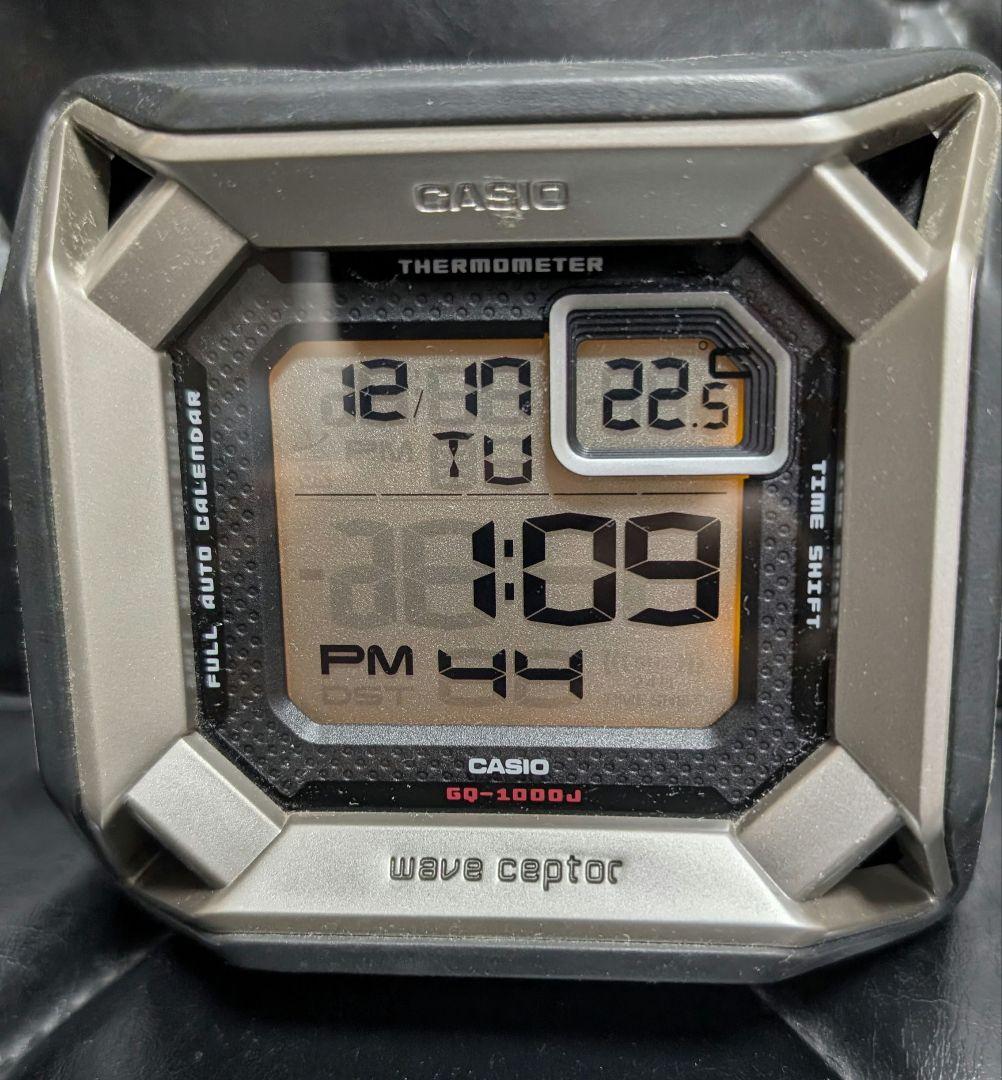 CASIO
THERMOMETER
12/17
22.5°C
TU
FULL AUTO CALENDAR
TIME SHIFT
1:09
PM 44
DST
CASIO
GQ-1000J
wave ceptor